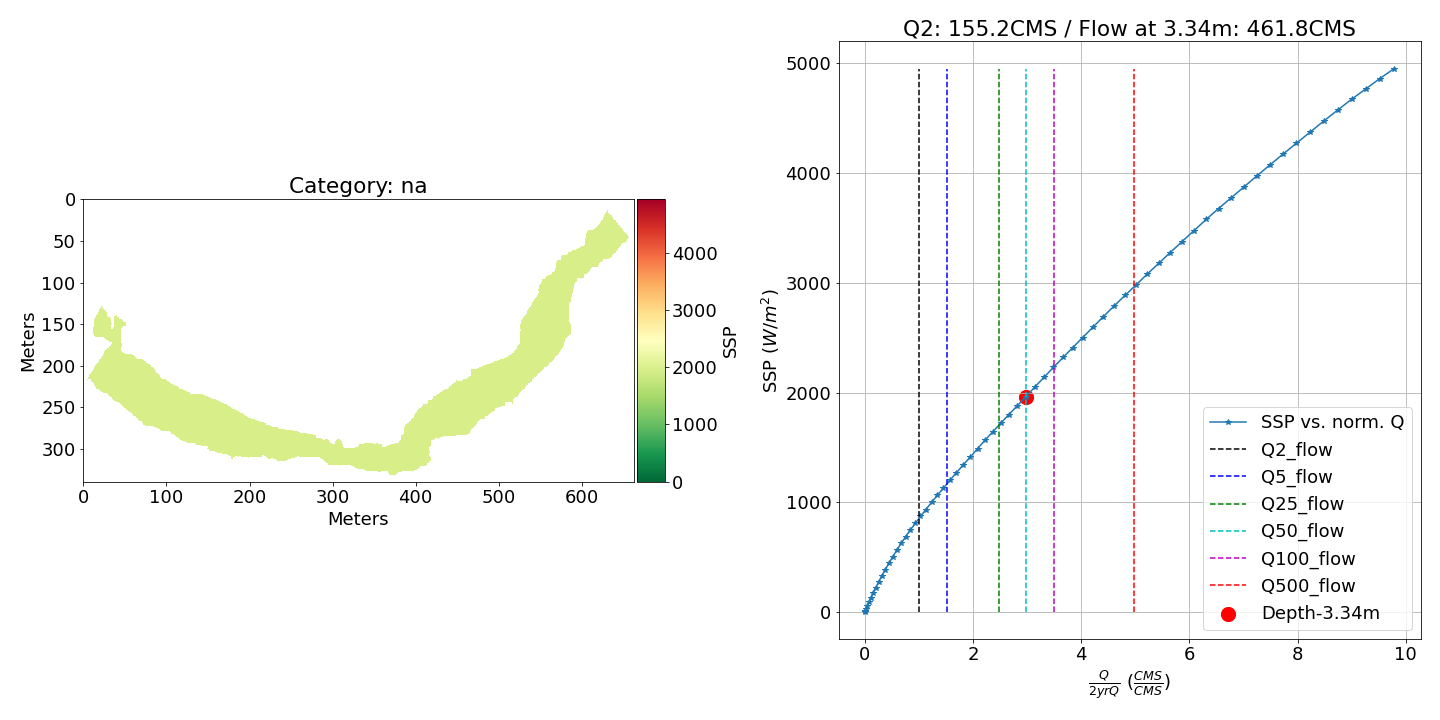 Category: na
0
50
100
150
200
250
300
Meters
0 100 200 300 400 500 600
Meters
4000
3000
2000
1000
0
SSP
Q2: 155.2CMS / Flow at 3.34m: 461.8CMS
5000
4000
3000
2000
1000
0
SSP (W/m²)
0 2 4 6 8 10
Q/2yrQ (CMS/CMS)
SSP vs. norm. Q
Q2_flow
Q5_flow
Q25_flow
Q50_flow
Q100_flow
Q500_flow
Depth-3.34m